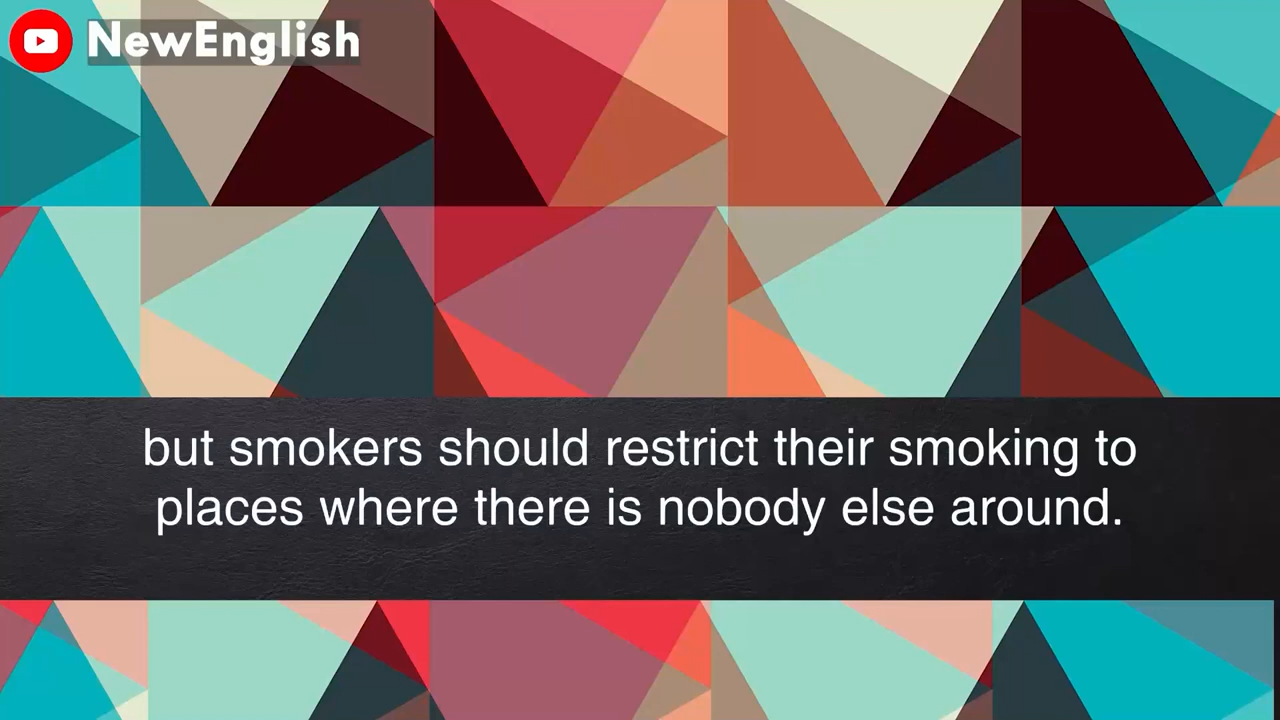 NewEnglish
but smokers should restrict their smoking to
places where there is nobody else around.